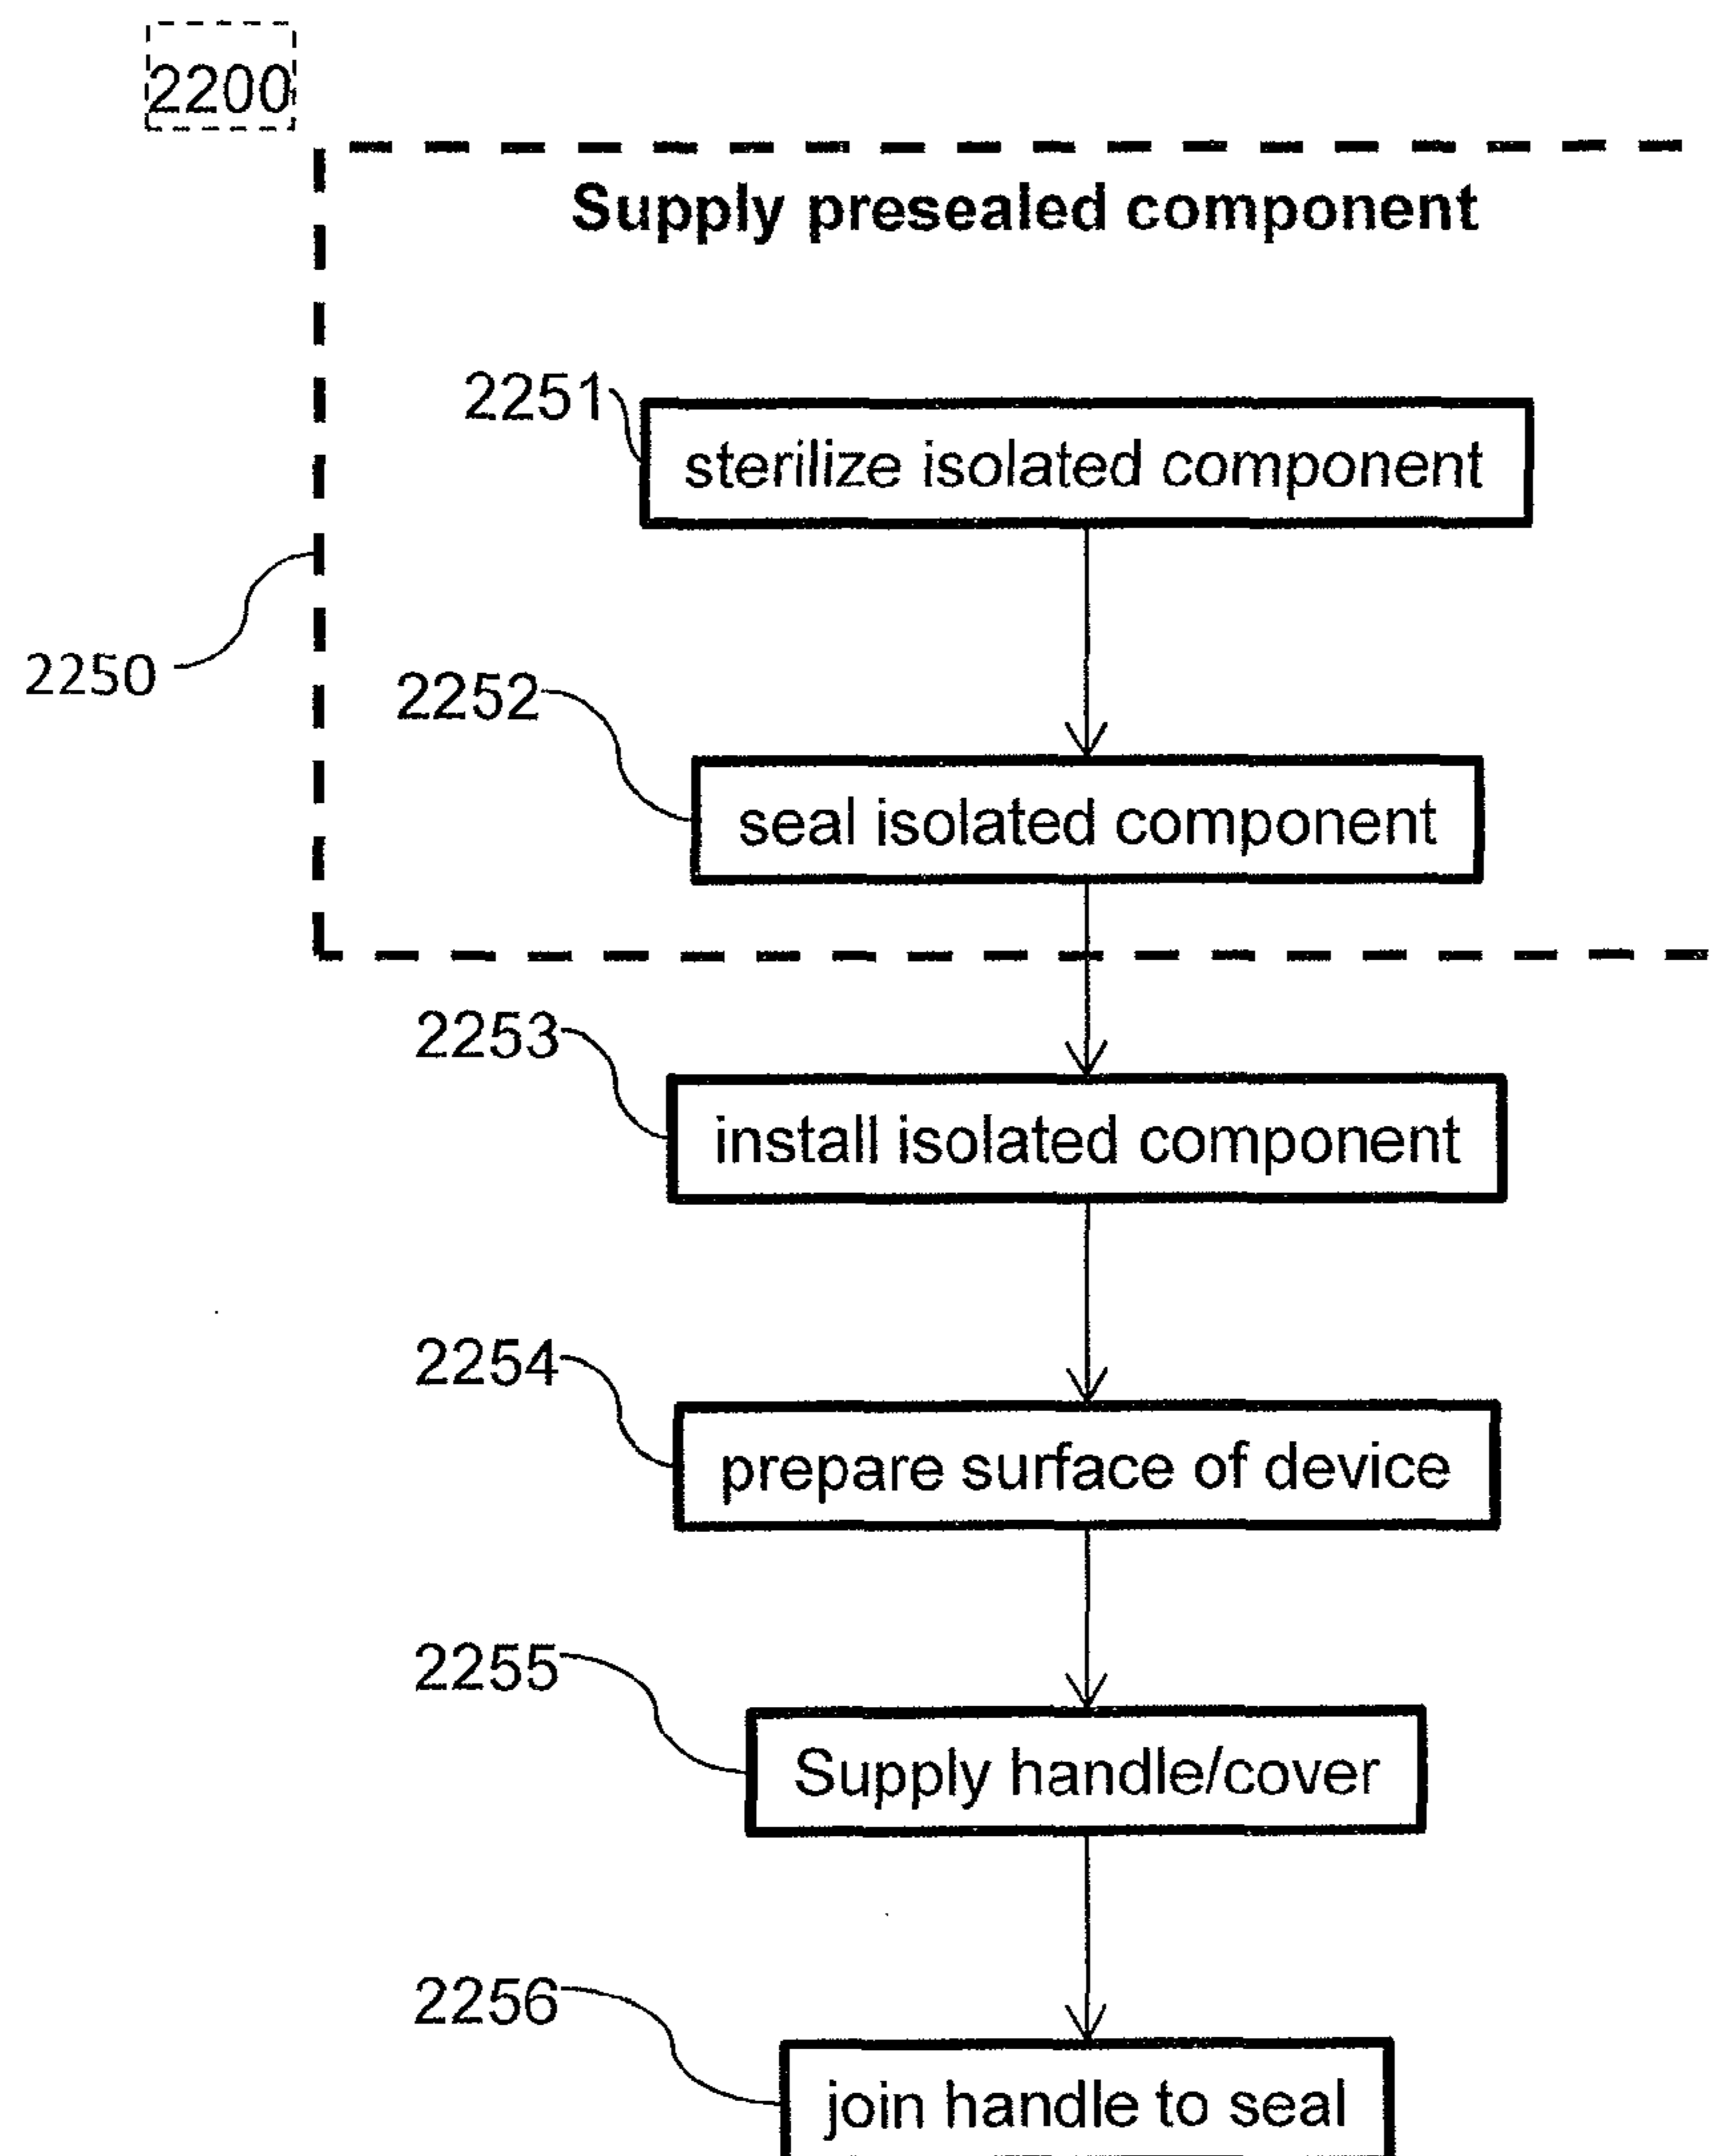 2200
Supply presealed component
2251
sterilize isolated component
2250
2252
seal isolated component
2253
install isolated component
2254
prepare surface of device
2255
Supply handle/cover
2256
join handle to seal